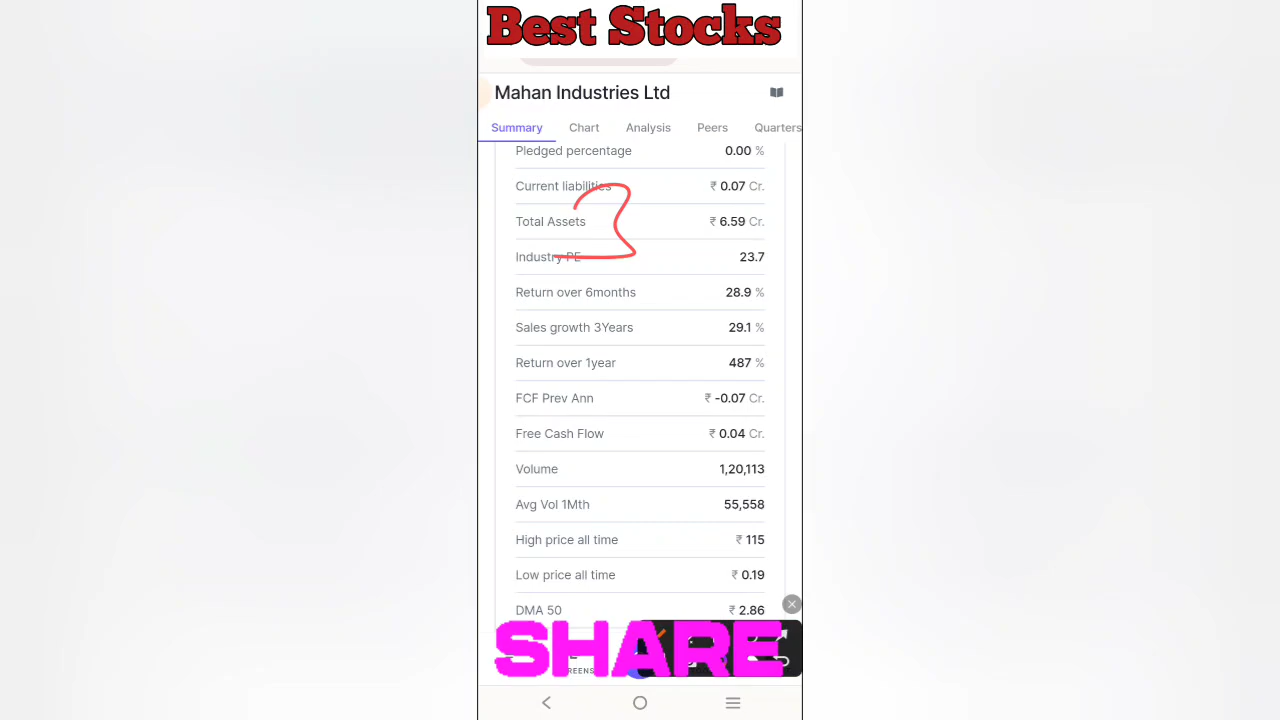 Best Stocks
Mahan Industries Ltd
Summary Chart Analysis Peers Quarters
Pledged percentage 0.00 %
Current liabilities ₹ 0.07 Cr.
Total Assets ₹ 6.59 Cr.
Industry PE 23.7
Return over 6months 28.9 %
Sales growth 3Years 29.1 %
Return over 1year 487 %
FCF Prev Ann ₹ -0.07 Cr.
Free Cash Flow ₹ 0.04 Cr.
Volume 1,20,113
Avg Vol 1Mth 55,558
High price all time ₹ 115
Low price all time ₹ 0.19
DMA 50 ₹ 2.86
SHARE